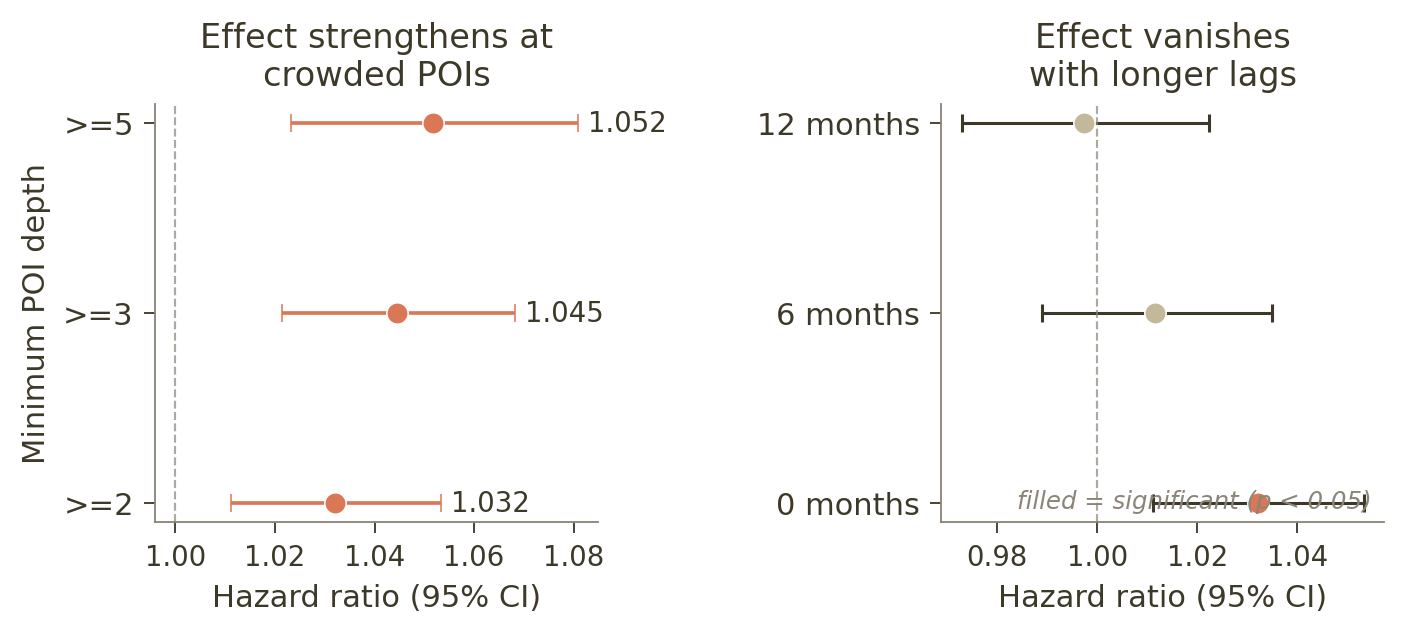 Effect strengthens at
crowded POIs
Minimum POI depth
>=5
1.052
>=3
1.045
>=2
1.032
1.00 1.02 1.04 1.06 1.08
Hazard ratio (95% CI)
Effect vanishes
with longer lags
12 months
6 months
0 months
filled = significant (p < 0.05)
0.98 1.00 1.02 1.04
Hazard ratio (95% CI)